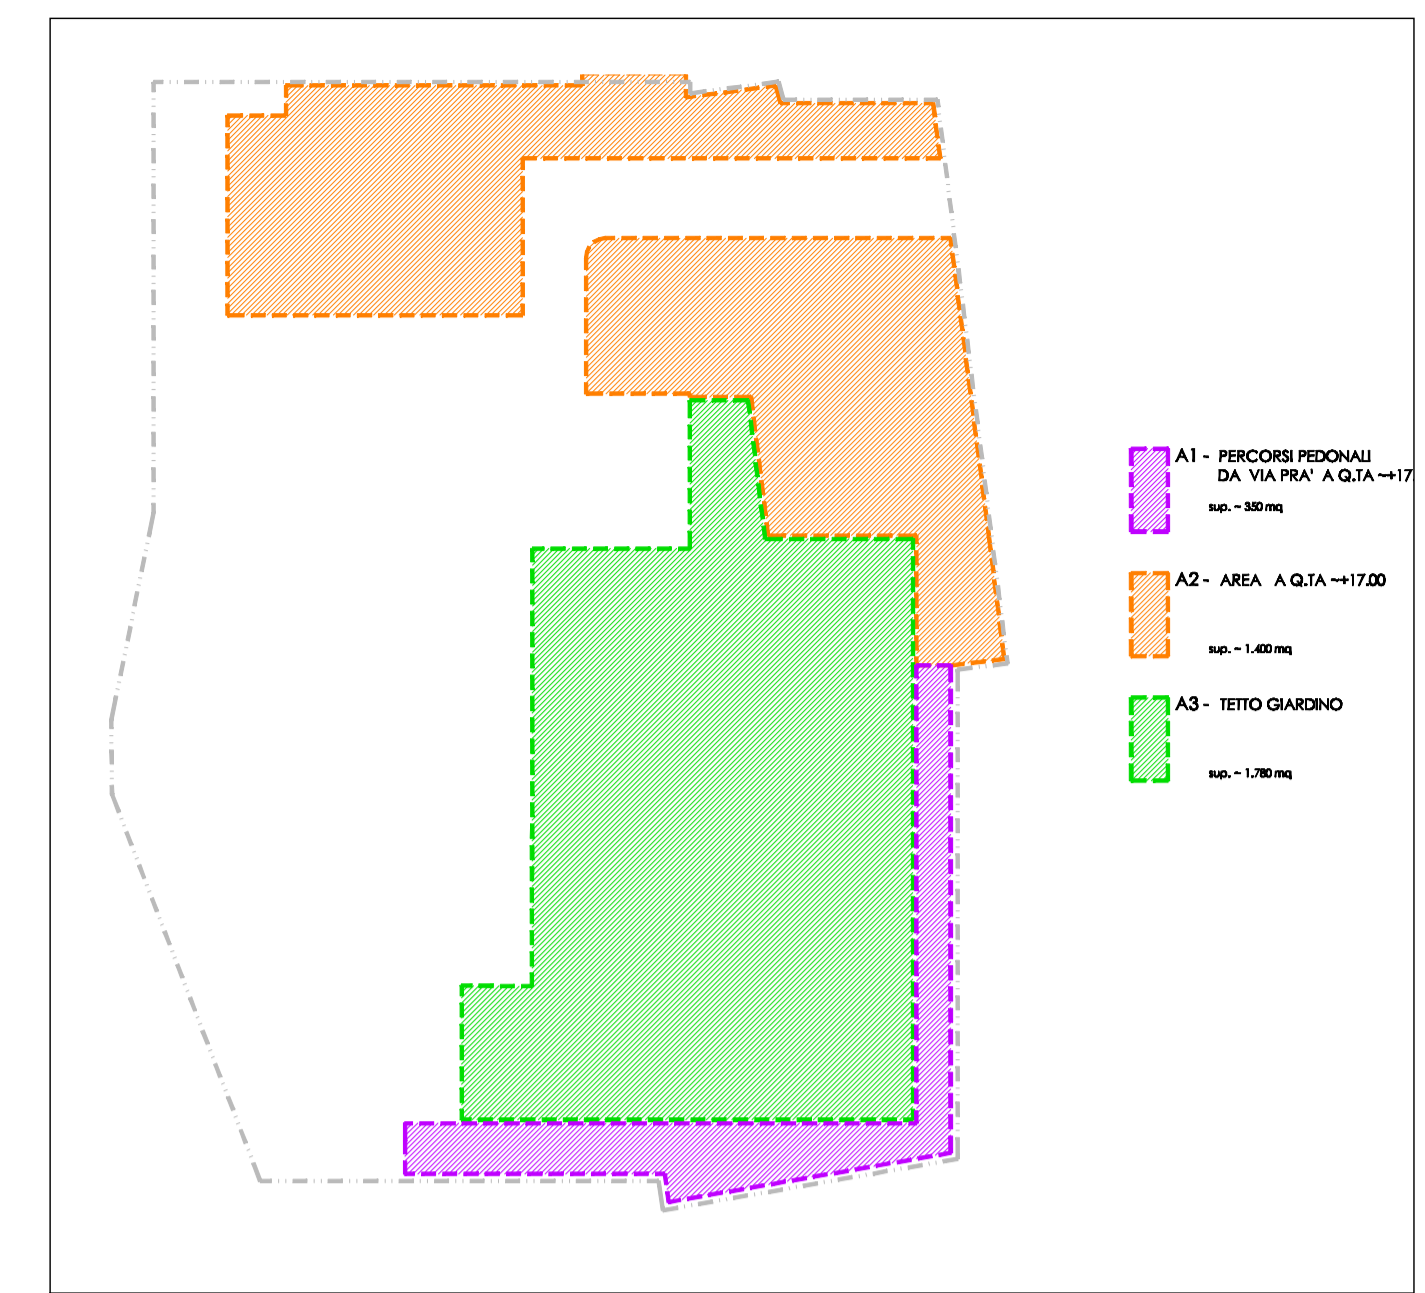 A1 - PERCORSI PEDONALI
DA VIA PRA' A Q.TA ~+17
sup. ~ 350 mq
A2 - AREA A Q.TA ~+17.00
sup. ~ 1.400 mq
A3 - TETTO GIARDINO
sup. ~ 1.780 mq